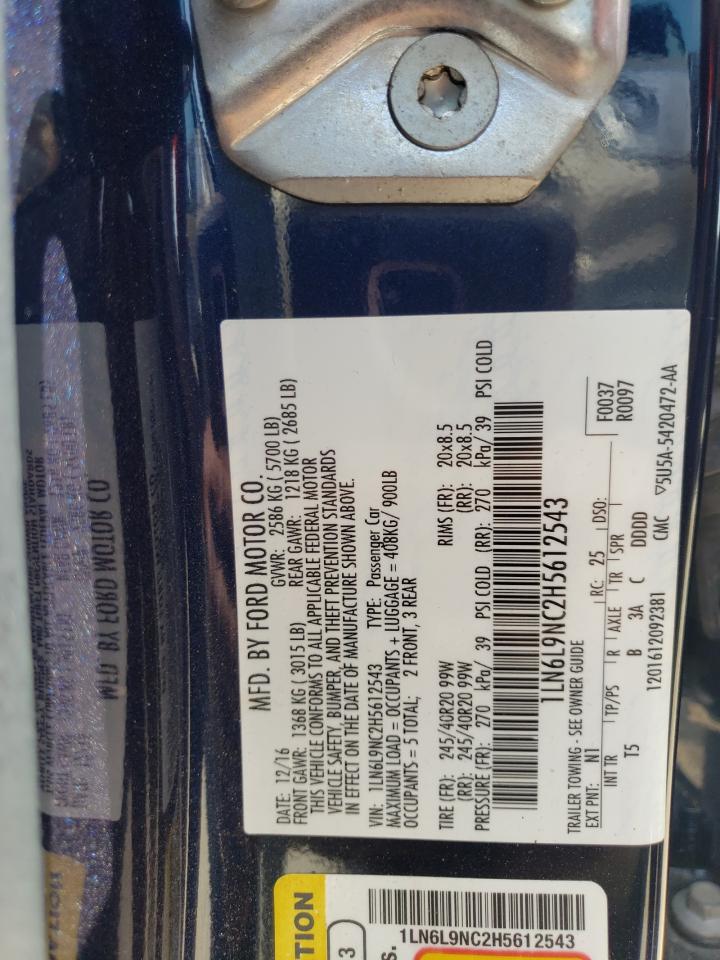 MFD. BY FORD MOTOR CO.
DATE: 12/16 GVWR: 2586 KG ( 5700 LB)
FRONT GAWR: 1368 KG ( 3015 LB) REAR GAWR: 1218 KG ( 2685 LB)
THIS VEHICLE CONFORMS TO ALL APPLICABLE FEDERAL MOTOR
VEHICLE SAFETY, BUMPER, AND THEFT PREVENTION STANDARDS
IN EFFECT ON THE DATE OF MANUFACTURE SHOWN ABOVE.
VIN: 1LN6L9NC2H5612543 TYPE: Passenger Car
MAXIMUM LOAD = OCCUPANTS + LUGGAGE = 408KG/ 900LB
OCCUPANTS = 5 TOTAL; 2 FRONT, 3 REAR
TIRE (FR): 245/40R20 99W RIMS (FR): 20x8.5
(RR): 245/40R20 99W (RR): 20x8.5
PRESSURE (FR): 270 kPa/ 39 PSI COLD (RR): 270 kPa/ 39 PSI COLD
1LN6L9NC2H5612543
TRAILER TOWING - SEE OWNER GUIDE
EXT PNT: N1 RC: 25 DSO: F0037
R0097
INT TR TP/PS R AXLE TR SPR
T5 B 3A C DDDD
1201612092381 CMC ▽5U5A-5420472-AA
TION
3
s.
1LN6L9NC2H5612543